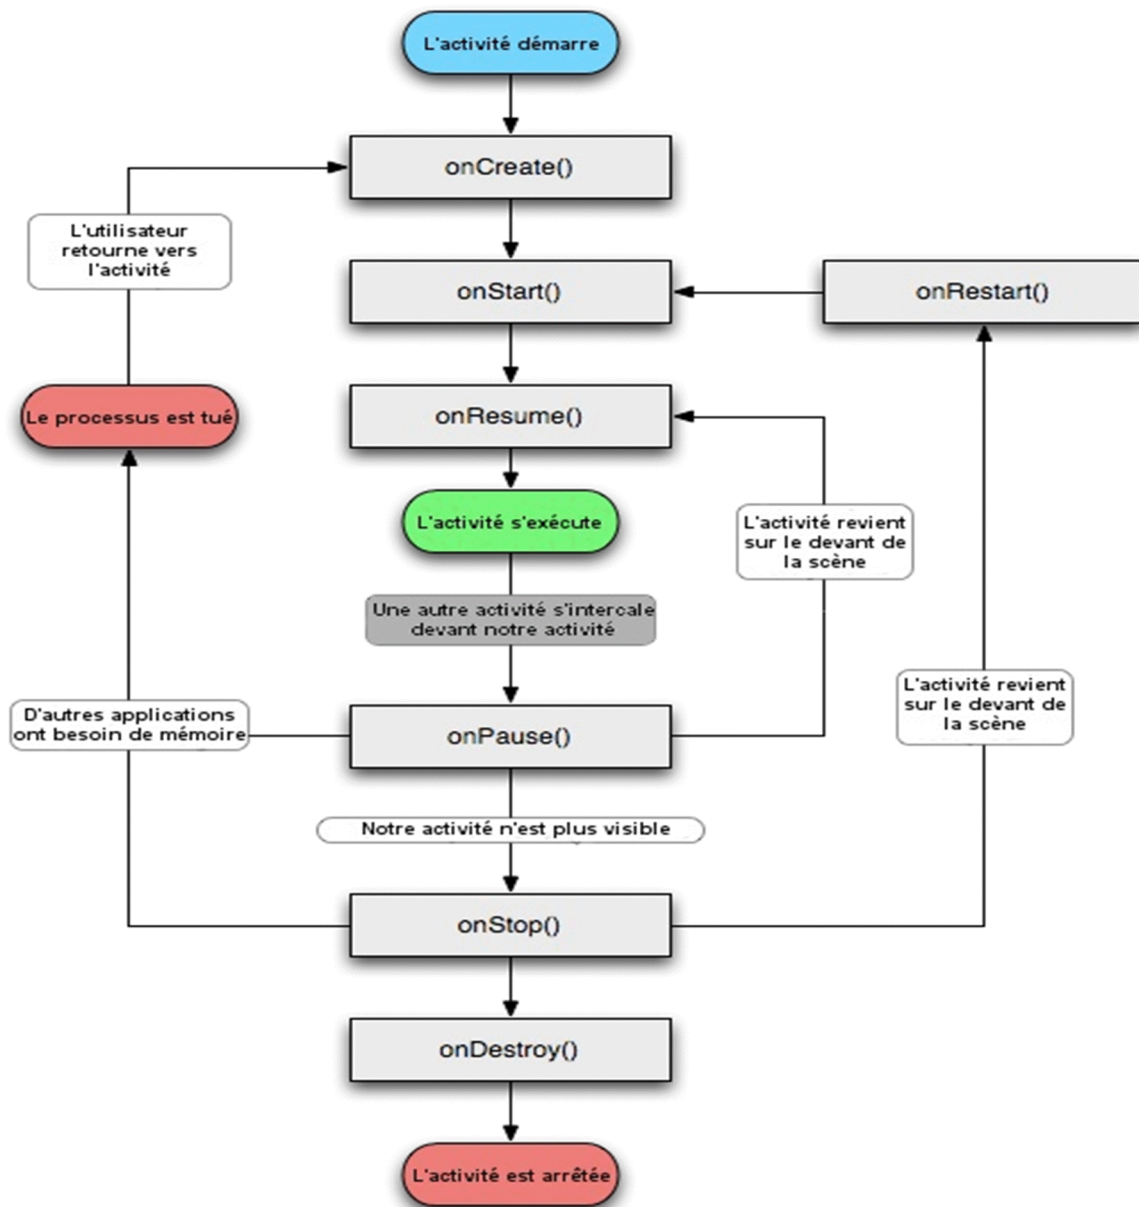 L'activité démarre
onCreate()
L'utilisateur
retourne vers
l'activité
onStart()
onRestart()
Le processus est tué
onResume()
L'activité s'exécute
L'activité revient
sur le devant de
la scène
Une autre activité s'intercale
devant notre activité
L'activité revient
sur le devant de
la scène
D'autres applications
ont besoin de mémoire
onPause()
Notre activité n'est plus visible
onStop()
onDestroy()
L'activité est arrêtée